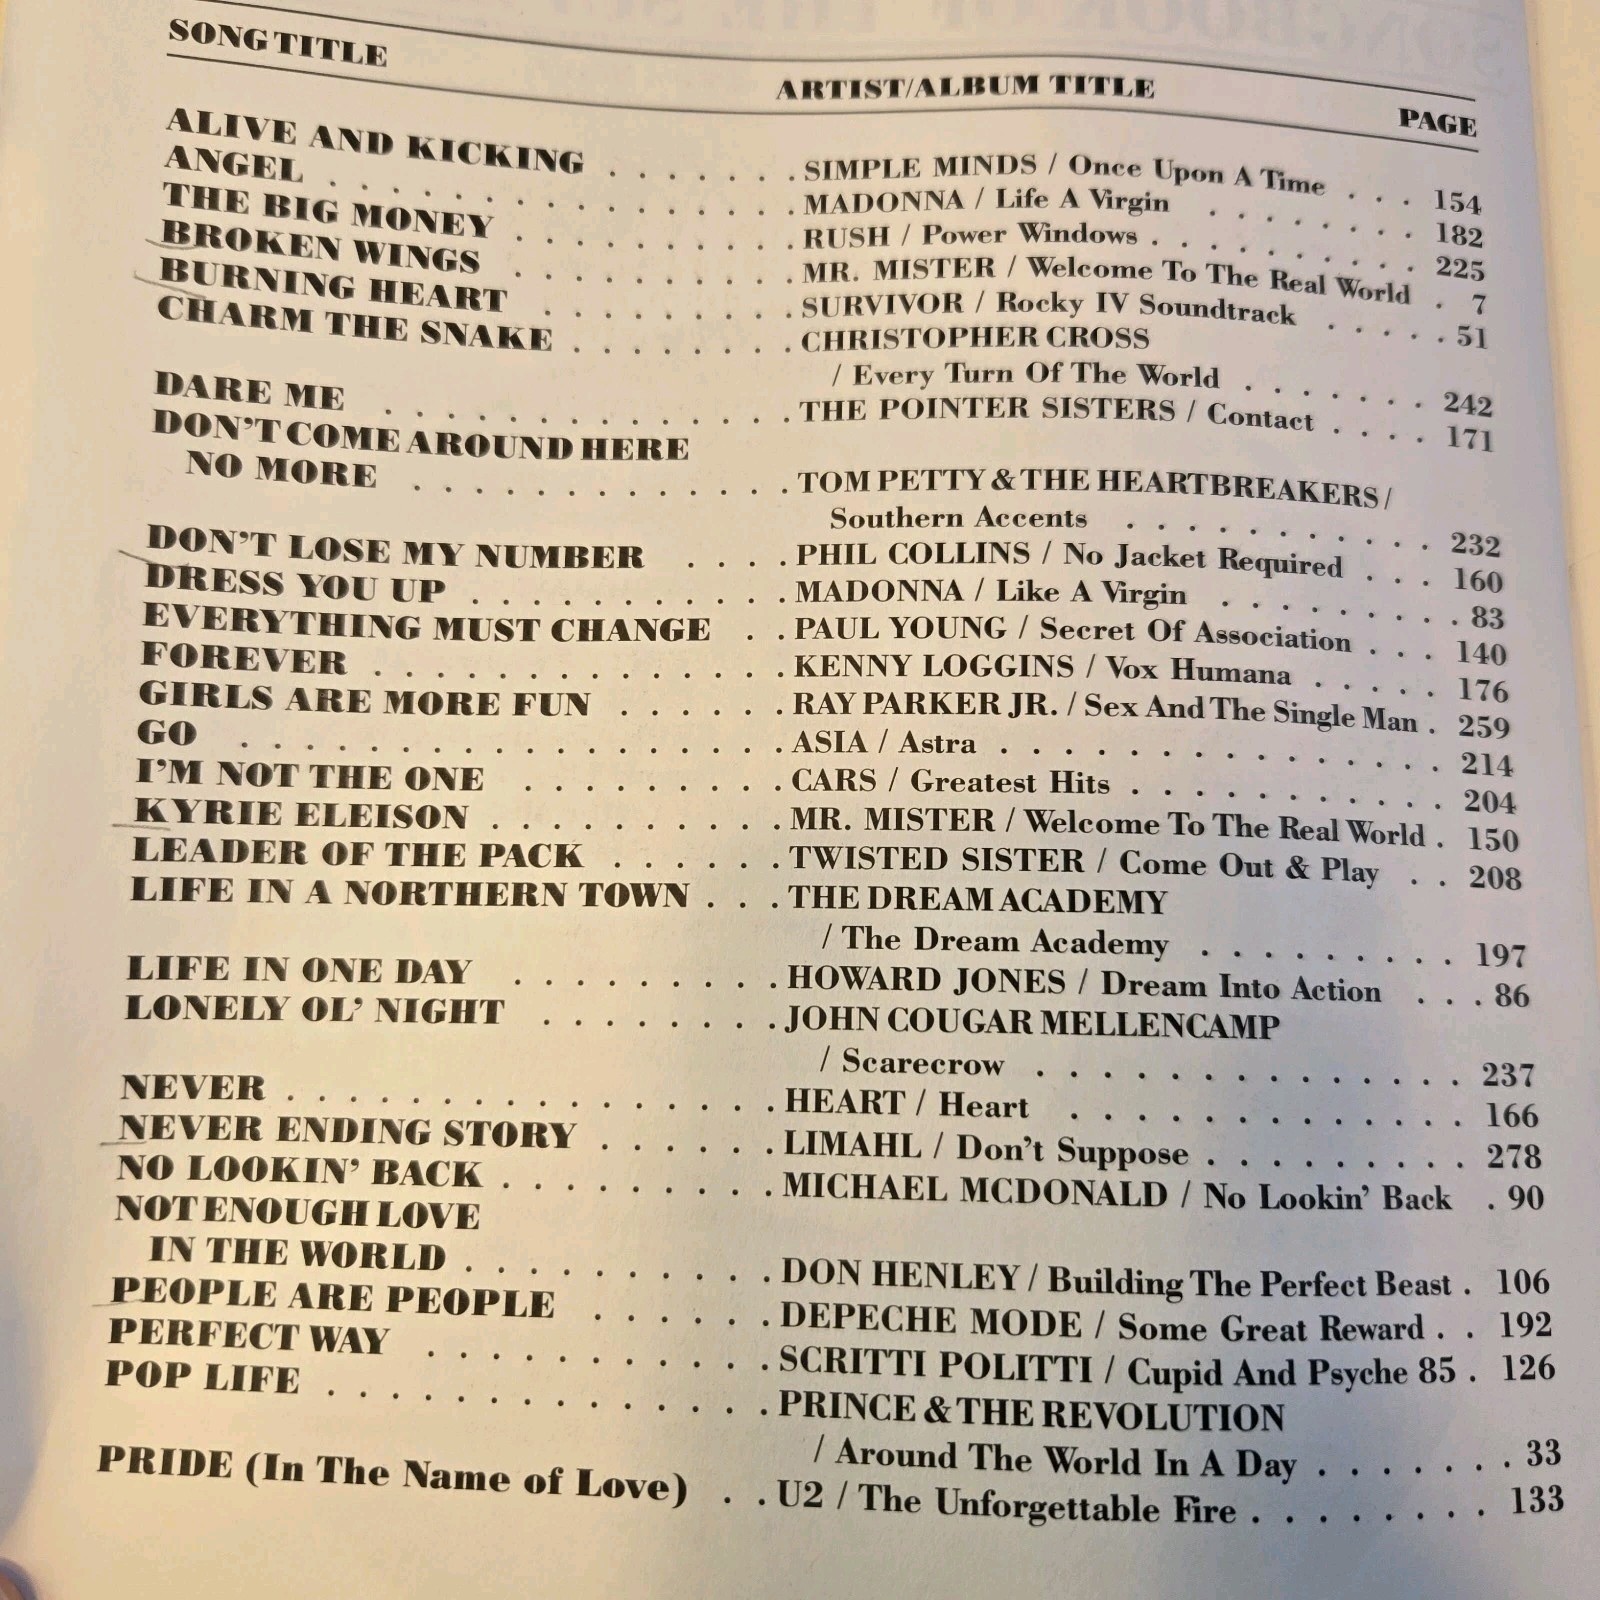 SONG TITLE ARTIST/ALBUM TITLE PAGE
ALIVE AND KICKING . . . . . . . SIMPLE MINDS / Once Upon A Time . . . 154
ANGEL . . . . . . . . . . . . . . . MADONNA / Life A Virgin . . . . . . . 182
THE BIG MONEY . . . . . . . . . . RUSH / Power Windows . . . . . . . . 225
BROKEN WINGS . . . . . . . . . . MR. MISTER / Welcome To The Real World . 7
BURNING HEART . . . . . . . . . SURVIVOR / Rocky IV Soundtrack . . . . . 51
CHARM THE SNAKE . . . . . . . . CHRISTOPHER CROSS
/ Every Turn Of The World . . . . . . . 242
DARE ME . . . . . . . . . . . . . . THE POINTER SISTERS / Contact . . . . 171
DON'T COME AROUND HERE
NO MORE . . . . . . . . . . . . . TOM PETTY & THE HEARTBREAKERS /
Southern Accents . . . . . . . . . . 232
DON'T LOSE MY NUMBER . . . . PHIL COLLINS / No Jacket Required . . . 160
DRESS YOU UP . . . . . . . . . . . MADONNA / Like A Virgin . . . . . . . . 83
EVERYTHING MUST CHANGE . . PAUL YOUNG / Secret Of Association . . . 140
FOREVER . . . . . . . . . . . . . . KENNY LOGGINS / Vox Humana . . . . . 176
GIRLS ARE MORE FUN . . . . . . RAY PARKER JR. / Sex And The Single Man . 259
GO . . . . . . . . . . . . . . . . . . ASIA / Astra . . . . . . . . . . . . . 214
I'M NOT THE ONE . . . . . . . . . CARS / Greatest Hits . . . . . . . . . . . 204
KYRIE ELEISON . . . . . . . . . . MR. MISTER / Welcome To The Real World . 150
LEADER OF THE PACK . . . . . . TWISTED SISTER / Come Out & Play . . 208
LIFE IN A NORTHERN TOWN . . . THE DREAM ACADEMY
/ The Dream Academy . . . . . . . . . 197
LIFE IN ONE DAY . . . . . . . . . HOWARD JONES / Dream Into Action . . . 86
LONELY OL' NIGHT . . . . . . . . JOHN COUGAR MELLENCAMP
/ Scarecrow . . . . . . . . . . . . . . 237
NEVER . . . . . . . . . . . . . . . . HEART / Heart . . . . . . . . . . . . . 166
NEVER ENDING STORY . . . . . . LIMAHL / Don't Suppose . . . . . . . . . 278
NO LOOKIN' BACK . . . . . . . . . MICHAEL MCDONALD / No Lookin' Back . 90
NOT ENOUGH LOVE
IN THE WORLD . . . . . . . . . . DON HENLEY / Building The Perfect Beast . 106
PEOPLE ARE PEOPLE . . . . . . DEPECHE MODE / Some Great Reward . . 192
PERFECT WAY . . . . . . . . . . . SCRITTI POLITTI / Cupid And Psyche 85 . 126
POP LIFE . . . . . . . . . . . . . . PRINCE & THE REVOLUTION
/ Around The World In A Day . . . . . . . 33
PRIDE (In The Name of Love) . . U2 / The Unforgettable Fire . . . . . . . . 133